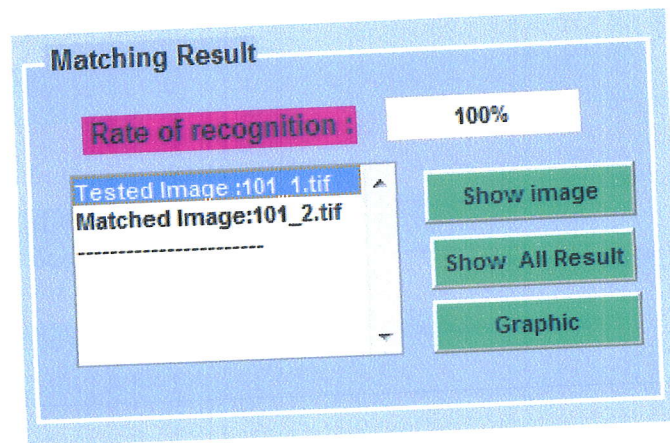 Matching Result
Rate of recognition : 100%
Tested Image :101_1.tif
Matched Image:101_2.tif
-----------------------
Show image
Show All Result
Graphic